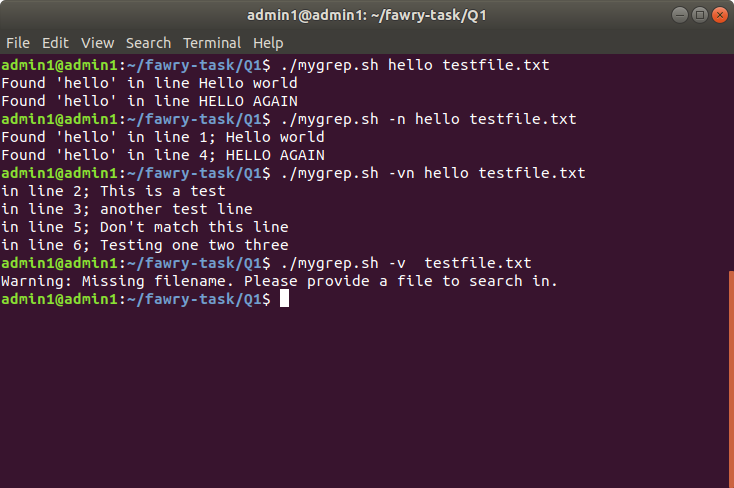 admin1@admin1: ~/fawry-task/Q1
File Edit View Search Terminal Help
admin1@admin1:~/fawry-task/Q1$ ./mygrep.sh hello testfile.txt
Found 'hello' in line Hello world
Found 'hello' in line HELLO AGAIN
admin1@admin1:~/fawry-task/Q1$ ./mygrep.sh -n hello testfile.txt
Found 'hello' in line 1; Hello world
Found 'hello' in line 4; HELLO AGAIN
admin1@admin1:~/fawry-task/Q1$ ./mygrep.sh -vn hello testfile.txt
in line 2; This is a test
in line 3; another test line
in line 5; Don't match this line
in line 6; Testing one two three
admin1@admin1:~/fawry-task/Q1$ ./mygrep.sh -v  testfile.txt
Warning: Missing filename. Please provide a file to search in.
admin1@admin1:~/fawry-task/Q1$